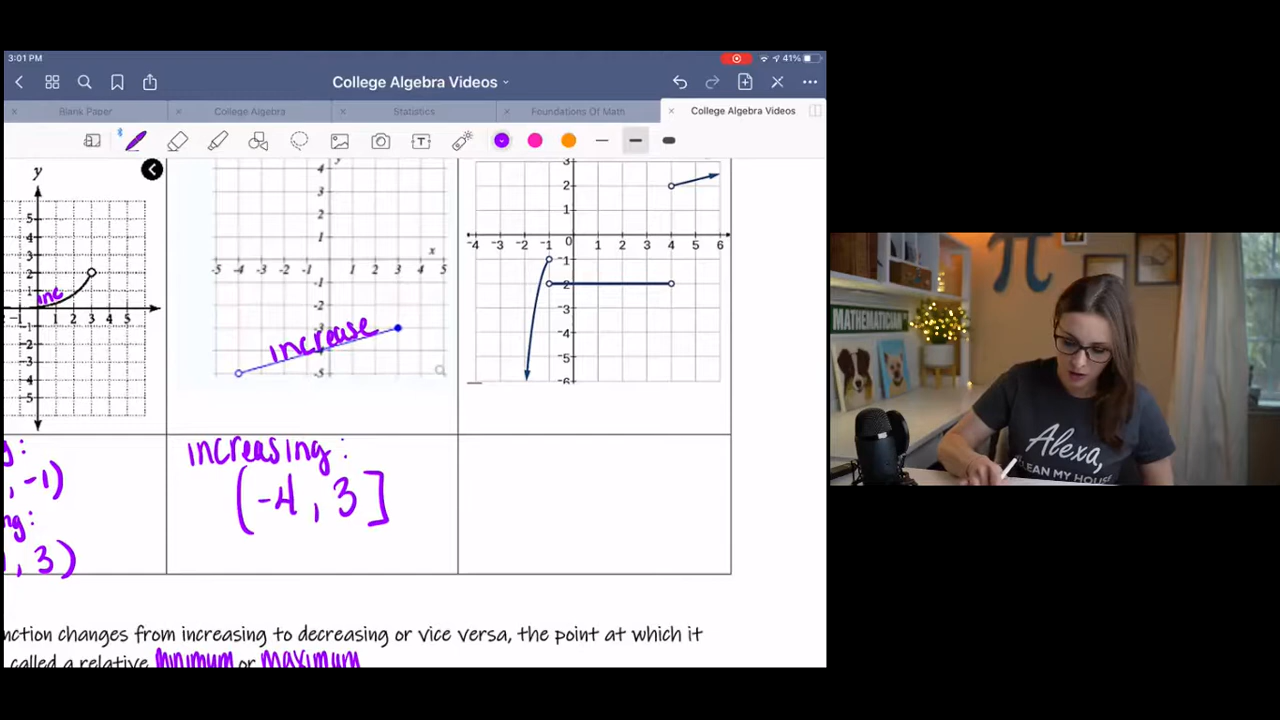 3:01 PM
41%
College Algebra Videos
Blank Paper
College Algebra
Statistics
Foundations Of Math
College Algebra Videos
T
y
5
4
3
2
1
inc
-1 1 2 3 4 5
-1
-2
-3
-4
-5
y
4
3
2
1
x
-5 -4 -3 -2 -1 1 2 3 4 5
-1
-2
-3
increase
-5
3
2
1
-4 -3 -2 -1 0 1 2 3 4 5 6
-1
-2
-3
-4
-5
-6
g:
, -1)
ng:
, 3)
increasing:
(-4, 3]
nction changes from increasing to decreasing or vice versa, the point at which it
called a relative minimum or maximum
MATHEMATICIAN
π
Alexa,
CLEAN MY HOUS